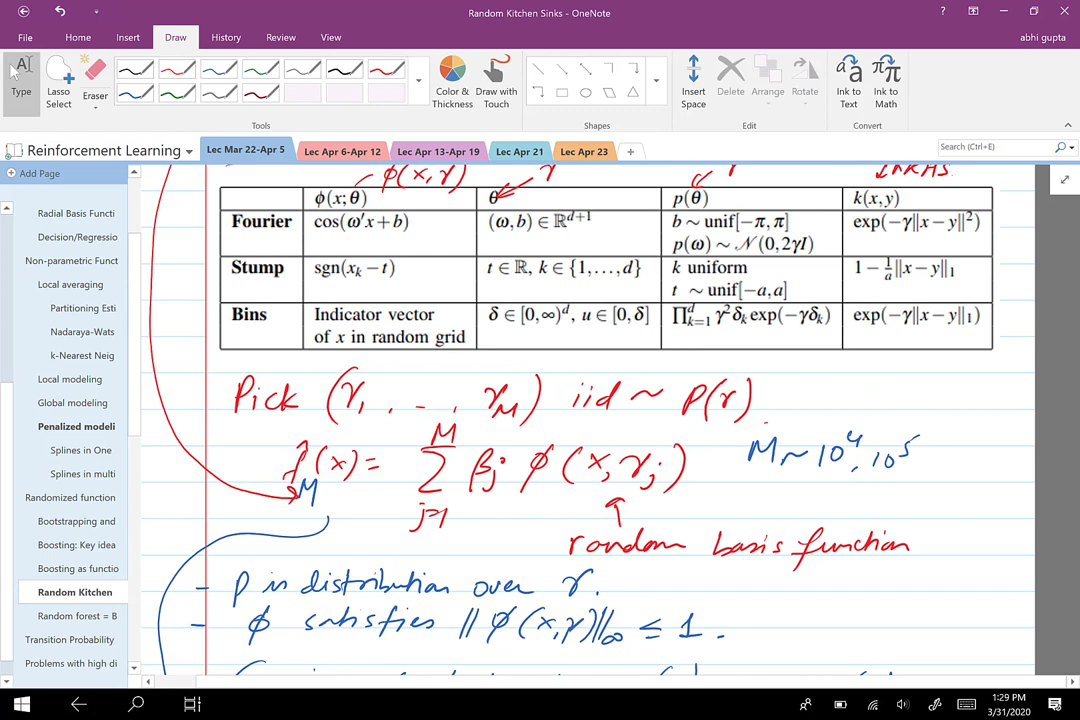 Random Kitchen Sinks - OneNote
?
File Home Insert Draw History Review View
abhi gupta
Type
Lasso Select
Eraser
Color & Thickness
Draw with Touch
Insert Space
Delete
Arrange
Rotate
Ink to Text
Ink to Math
Tools
Shapes
Edit
Convert
Reinforcement Learning
Lec Mar 22-Apr 5
Lec Apr 6-Apr 12
Lec Apr 13-Apr 19
Lec Apr 21
Lec Apr 23
+
Search (Ctrl+E)
Add Page
Radial Basis Functi
Decision/Regressio
Non-parametric Funct
Local averaging
Partitioning Esti
Nadaraya-Wats
k-Nearest Neig
Local modeling
Global modeling
Penalized modeli
Splines in One
Splines in multi
Randomized function
Bootstrapping and
Boosting: Key idea
Boosting as functio
Random Kitchen
Random forest = B
Transition Probability
Problems with high di
ϕ(x,γ) γ RKHS
ϕ(x;θ) θ p(θ) k(x,y)
Fourier cos(ω′x+b) (ω,b) ∈ ℝ^{d+1} b ∼ unif[−π,π] exp(−γ‖x−y‖²)
p(ω) ∼ 𝒩(0,2γI)
Stump sgn(x_k − t) t ∈ ℝ, k ∈ {1,...,d} k uniform 1 − 1/a ‖x−y‖₁
t ∼ unif[−a,a]
Bins Indicator vector δ ∈ [0,∞)^d, u ∈ [0,δ] ∏_{k=1}^d γ²δ_k exp(−γδ_k) exp(−γ‖x−y‖₁)
of x in random grid
Pick (γ₁, . -. , γ_M) iid ~ p(γ).
f̂_M(x) = ∑_{j=1}^M β_j ϕ(x, γ_j) M ~ 10⁴, 10⁵
random basis function
- p is distribution over γ.
- ϕ satisfies ‖ϕ(x,γ)‖_∞ ≤ 1.
1:29 PM
3/31/2020